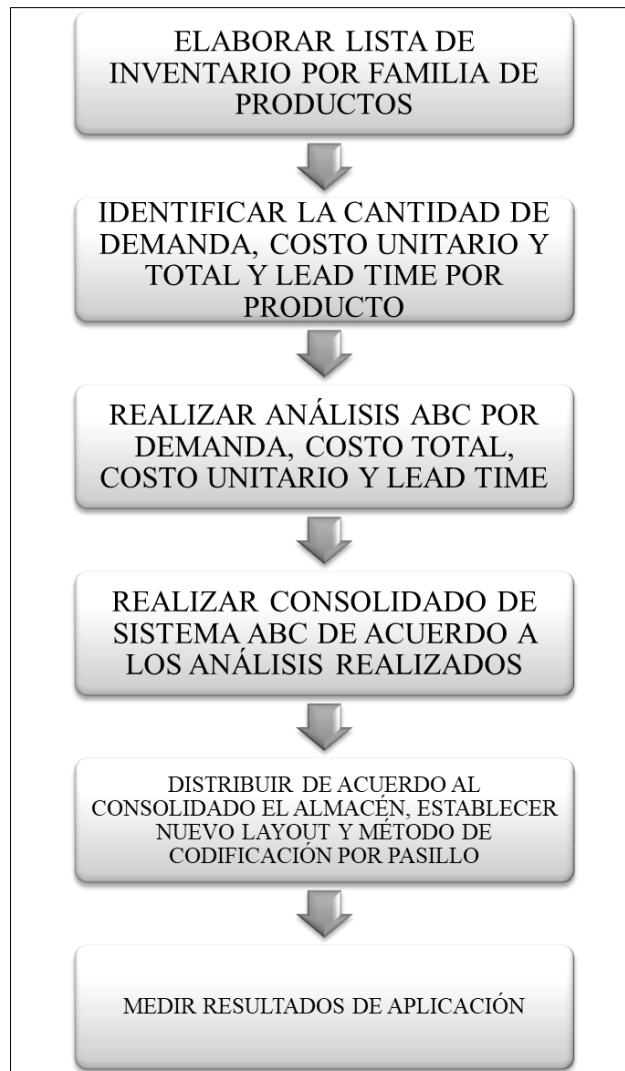 ELABORAR LISTA DE
INVENTARIO POR FAMILIA DE
PRODUCTOS
IDENTIFICAR LA CANTIDAD DE
DEMANDA, COSTO UNITARIO Y
TOTAL Y LEAD TIME POR
PRODUCTO
REALIZAR ANÁLISIS ABC POR
DEMANDA, COSTO TOTAL,
COSTO UNITARIO Y LEAD TIME
REALIZAR CONSOLIDADO DE
SISTEMA ABC DE ACUERDO A
LOS ANÁLISIS REALIZADOS
DISTRIBUIR DE ACUERDO AL
CONSOLIDADO EL ALMACÉN, ESTABLECER
NUEVO LAYOUT Y MÉTODO DE
CODIFICACIÓN POR PASILLO
MEDIR RESULTADOS DE APLICACIÓN